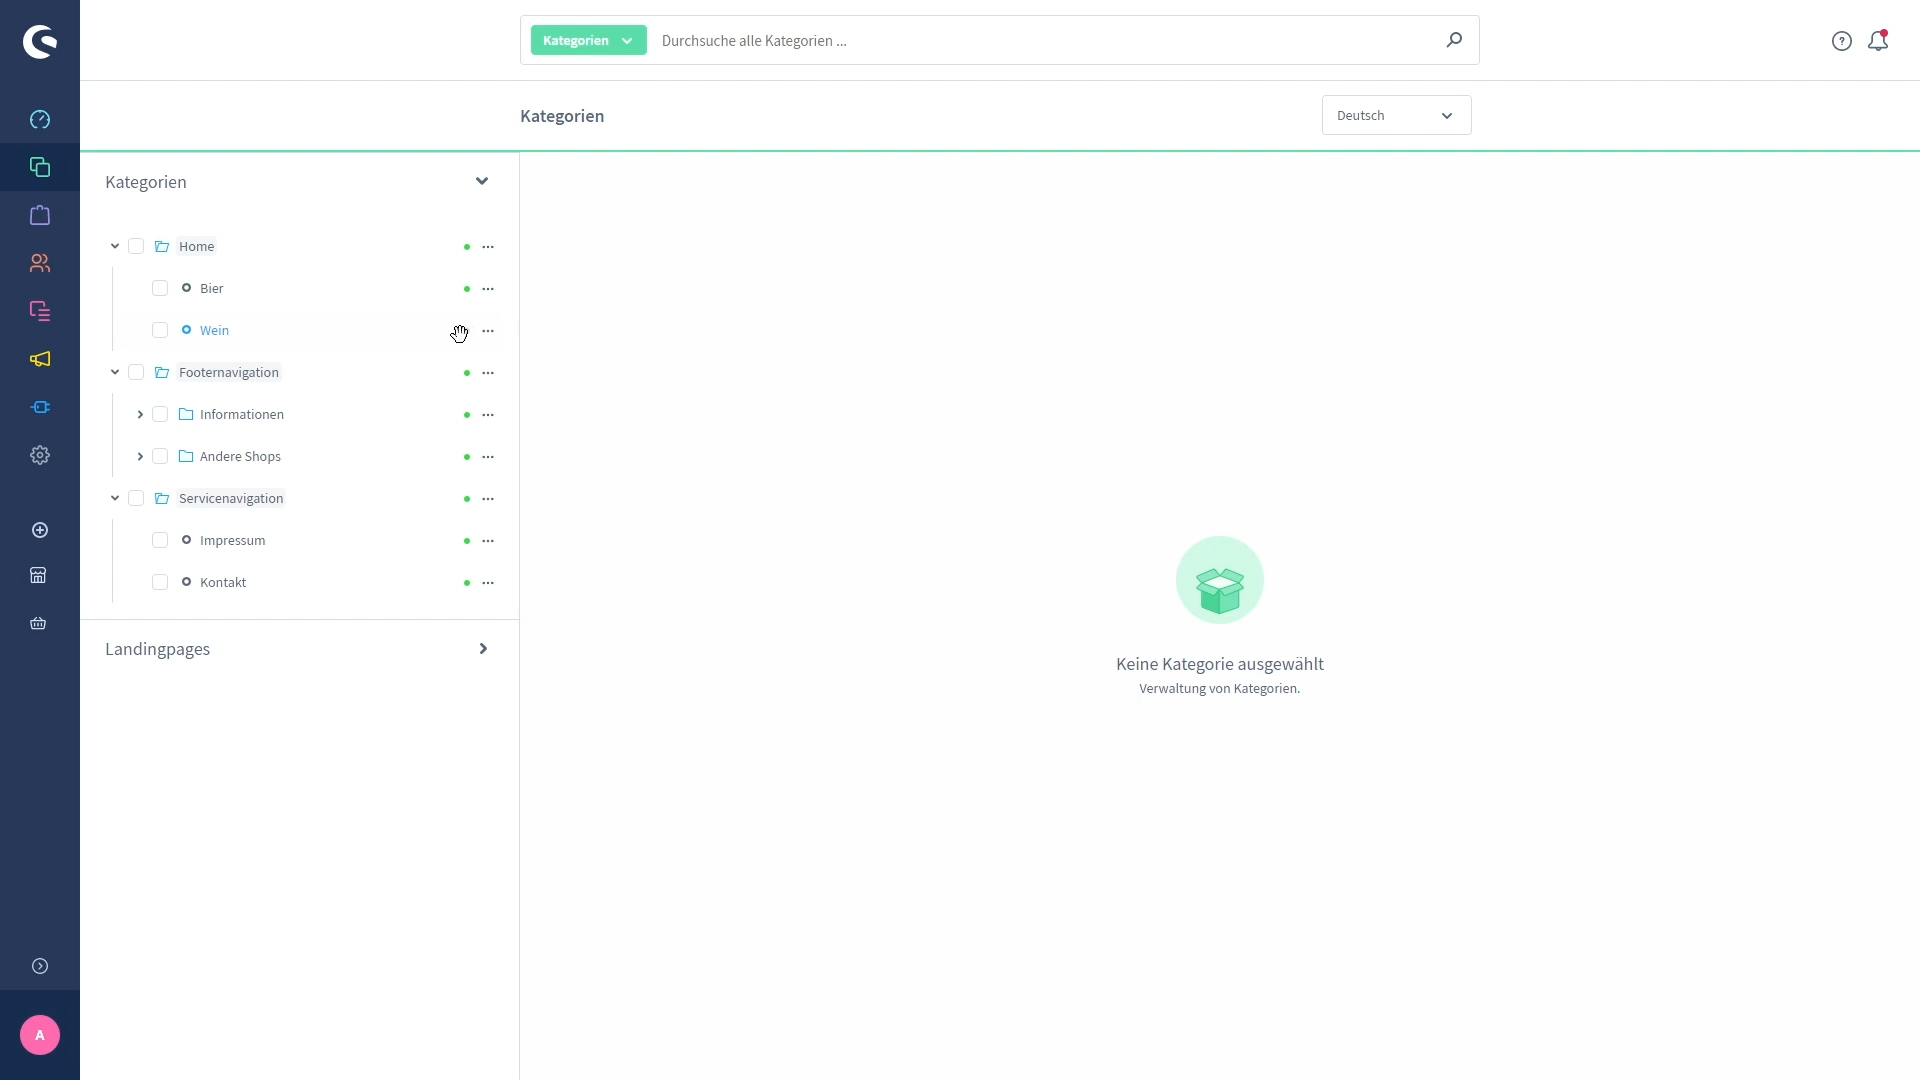 Kategorien
Durchsuche alle Kategorien ...
Kategorien
Deutsch
Kategorien
Home
Bier
Wein
Footernavigation
Informationen
Andere Shops
Servicenavigation
Impressum
Kontakt
Landingpages
Keine Kategorie ausgewählt
Verwaltung von Kategorien.
A